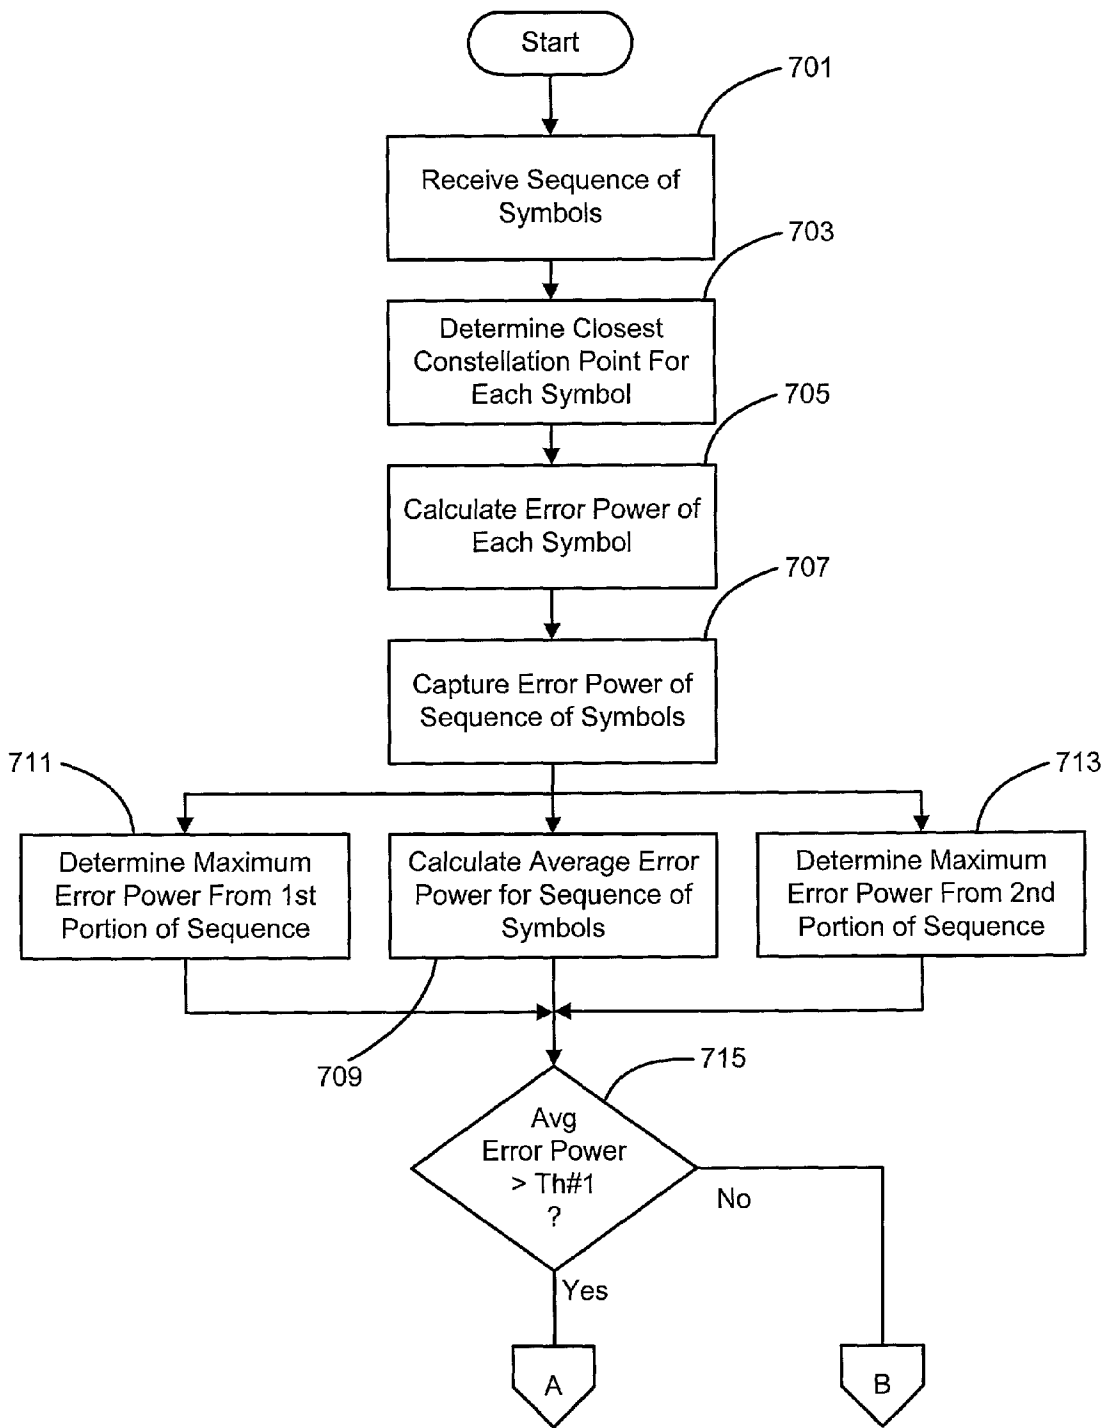 Start
701
Receive Sequence of
Symbols
703
Determine Closest
Constellation Point For
Each Symbol
705
Calculate Error Power of
Each Symbol
707
Capture Error Power of
Sequence of Symbols
711
713
Determine Maximum
Error Power From 1st
Portion of Sequence
Calculate Average Error
Power for Sequence of
Symbols
Determine Maximum
Error Power From 2nd
Portion of Sequence
709
715
Avg
Error Power
> Th#1
?
No
Yes
A
B